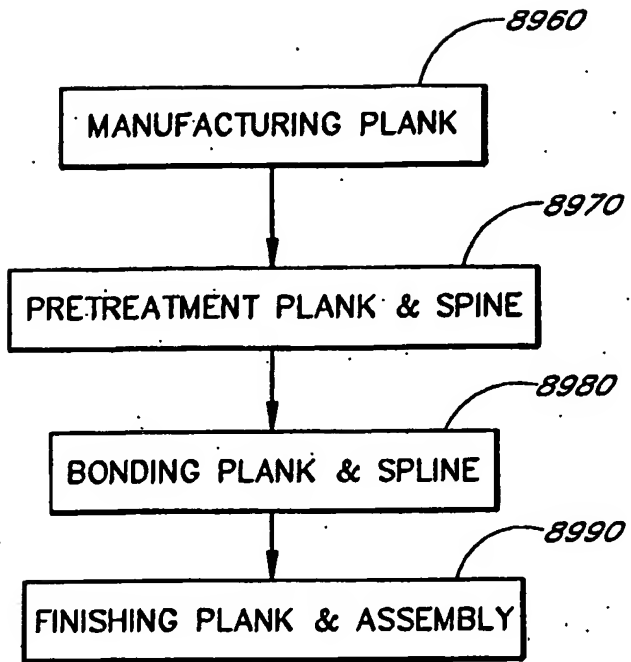 8960
MANUFACTURING PLANK
8970
PRETREATMENT PLANK & SPINE
8980
BONDING PLANK & SPLINE
8990
FINISHING PLANK & ASSEMBLY